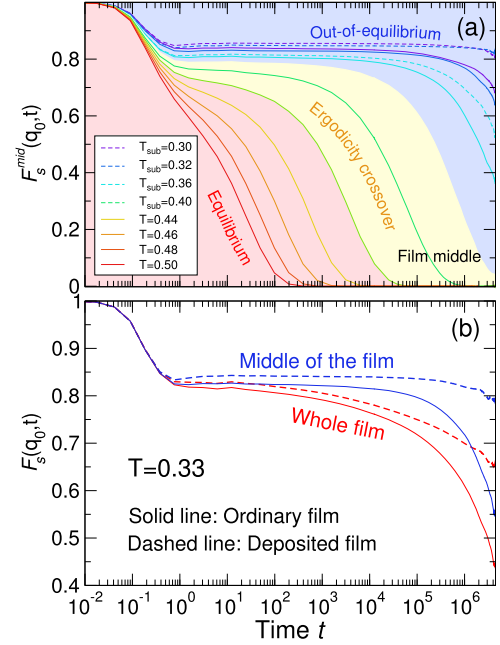 (a)
Out-of-equilibrium
F_s^mid(q_0,t)
0.8
0.6
0.4
0.2
0
Ergodicity crossover
Equilibrium
Film middle
T_sub=0.30
T_sub=0.32
T_sub=0.36
T_sub=0.40
T=0.44
T=0.46
T=0.48
T=0.50
(b)
Middle of the film
Whole film
F_s(q_0,t)
1
0.9
0.8
0.7
0.6
0.5
0.4
T=0.33
Solid line: Ordinary film
Dashed line: Deposited film
10^-2 10^-1 10^0 10^1 10^2 10^3 10^4 10^5 10^6
Time t